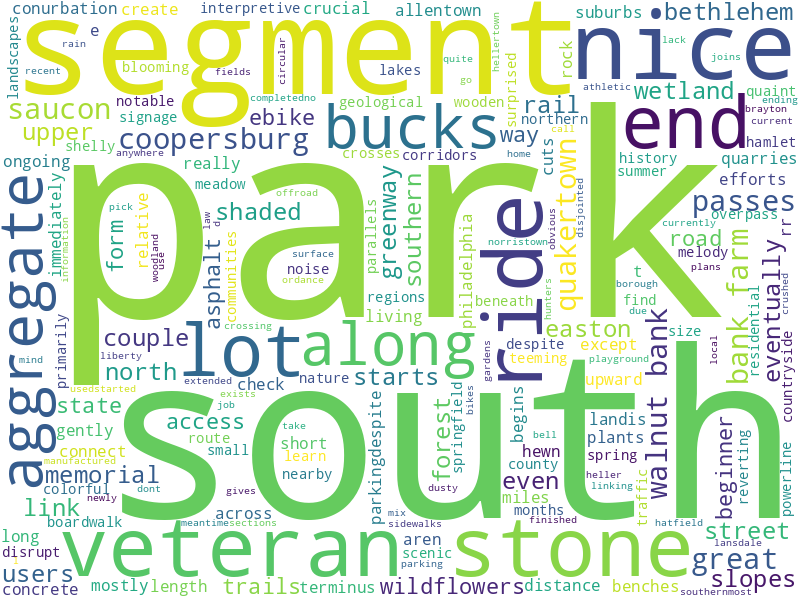 conurbation
interpretive
crucial
suburbs
bethlehem
landscapes
e
create
allentown
segment
nice
rain
blooming
recent
fields
circular
lakes
quite
go
hellertown
surprised
rock
lack
joins
athletic
wetland
quaint
ending
saucon
notable
signage
completedno
geological
wooden
northern
rail
end
brayton
current
upper
shelly
coopersburg
ebike
bucks
call
way
cuts
history
hamlet
anywhere
crosses
corridors
home
summer
quarries
ongoing
really
meadow
offroad
park
ride
quakertown
disjointed
obvious
currently
efforts
passes
overpass
immediately
information
form
pick
relative
woodland
use
law
d
shaded
communities
asphalt
noise
surface
ordance
parallels
greenway
southern
norristown
philadelphia
t
road
melody
rr
plans
regions
living
beneath
hunters
borough
due
find
crushed
bank farm
residential
eventually
countryside
aggregate
primarily
couple
crossing
lot
along
easton
despite
except
size
local
walnut bank
mind
liberty
north
extended
exists
nature
check
starts
gardens
bikes
teeming
playground
upward
usedstarted
state
job
access
route
take
short
learn
small
nearby
south
parkingdespite
forest
springfield
begins
bell
landis
plants
beginner
reverting
powerline
gently
connect
manufactured
newly
memorial
dont
gives
hewn
spring
county
heller
linking
colorful
link
boardwalk
across
meantime
sections
dusty
even
miles
months
finished
traffic
hatfield
street
long
disrupt
i
veteran
mix
sidewalks
aren
scenic
parking
stone
lansdale
great
users
concrete
mostly
length
trails
terminus
wildflowers
distance
benches
slopes
southernmost